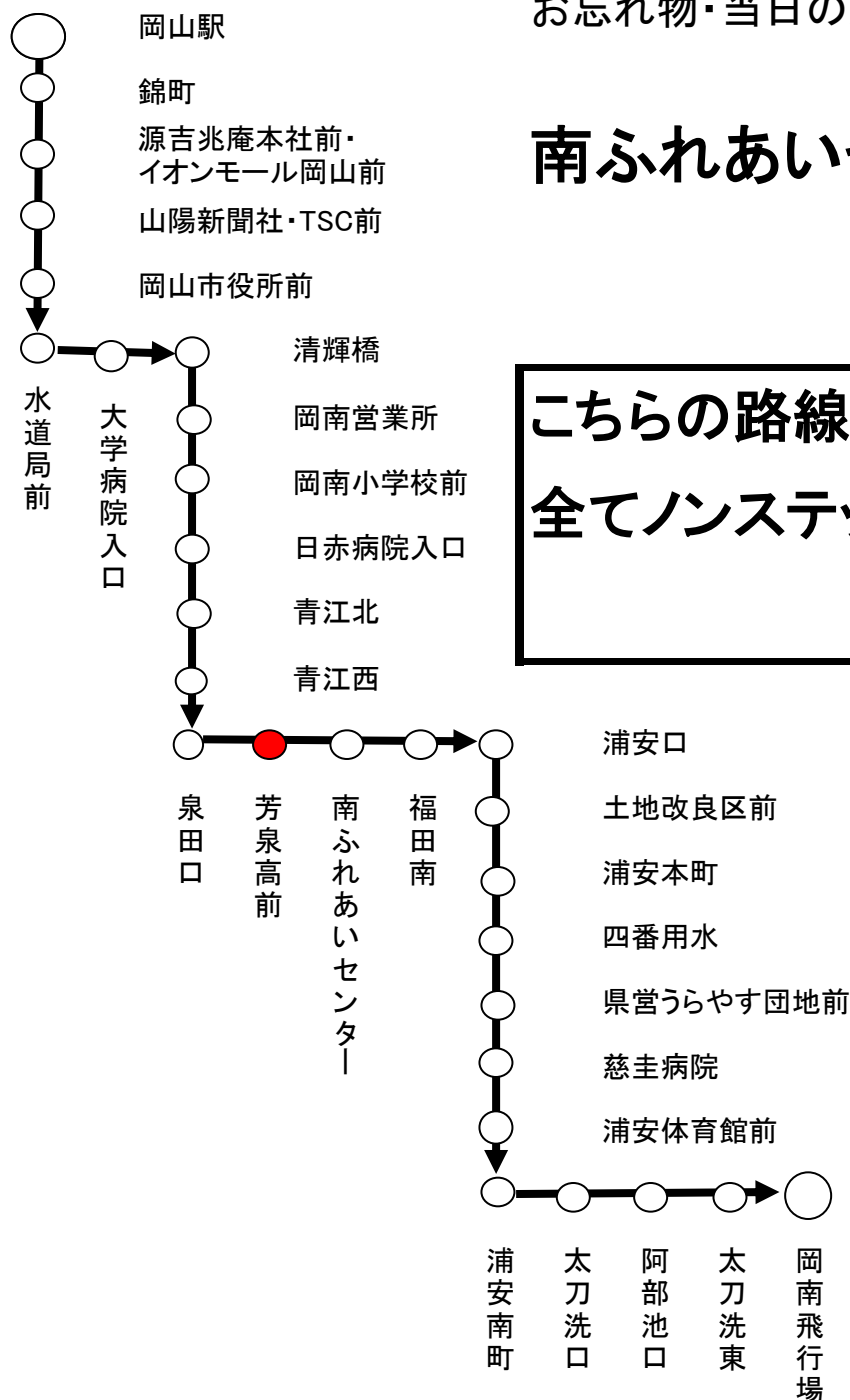 お忘れ物・当日の
南ふれあい
こちらの路線
全てノンステッ
岡山駅
錦町
源吉兆庵本社前・
イオンモール岡山前
山陽新聞社・TSC前
岡山市役所前
水道局前
大学病院入口
清輝橋
岡南営業所
岡南小学校前
日赤病院入口
青江北
青江西
泉田口
芳泉高前
南ふれあいセンター
福田南
浦安口
土地改良区前
浦安本町
四番用水
県営うらやす団地前
慈圭病院
浦安体育館前
浦安南町
太刀洗口
阿部池口
太刀洗東
岡南飛行場